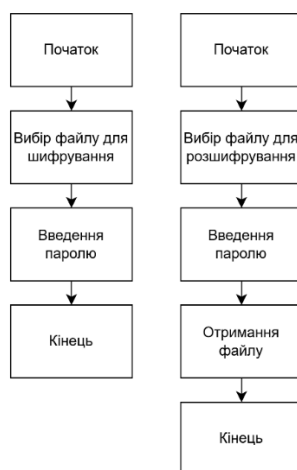 Початок
Вибір файлу для
шифрування
Введення
паролю
Кінець
Початок
Вибір файлу для
розшифрування
Введення
паролю
Отримання
файлу
Кінець